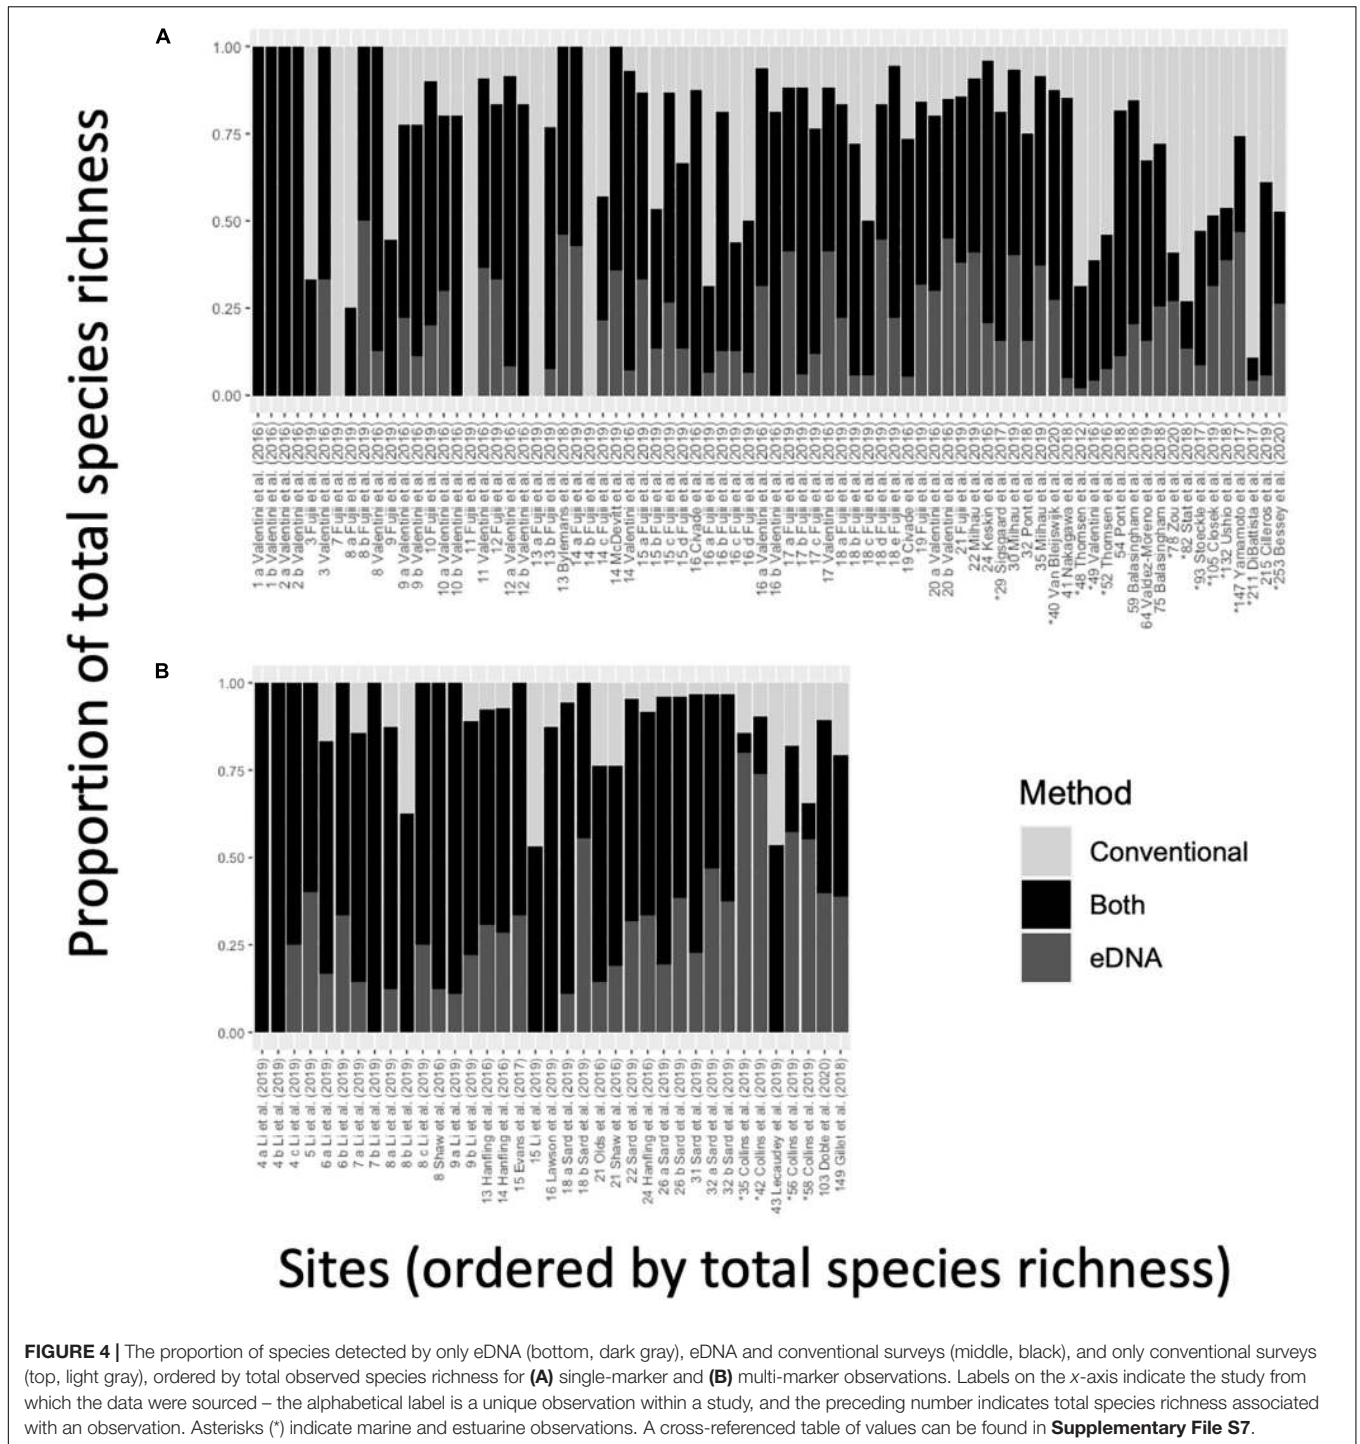 A
1.00
0.75
0.50
0.25
0.00
1 a Valentini et al. (2016)
1 b Valentini et al. (2016)
2 a Valentini et al. (2016)
2 b Valentini et al. (2016)
3 Fujii et al. (2019)
3 Valentini et al. (2016)
7 Fujii et al. (2019)
8 a Fujii et al. (2019)
8 b Fujii et al. (2019)
8 Valentini et al. (2016)
9 Fujii et al. (2019)
9 a Valentini et al. (2016)
9 b Valentini et al. (2016)
10 Fujii et al. (2019)
10 a Valentini et al. (2016)
10 b Valentini et al. (2016)
11 Fujii et al. (2019)
11 Valentini et al. (2016)
12 Fujii et al. (2019)
12 a Valentini et al. (2016)
12 b Valentini et al. (2016)
13 a Fujii et al. (2019)
13 b Fujii et al. (2019)
13 Bylemans et al. (2018)
14 a Fujii et al. (2019)
14 b Fujii et al. (2019)
14 c Fujii et al. (2019)
14 McDevitt et al. (2019)
14 Valentini et al. (2016)
15 a Fujii et al. (2019)
15 b Fujii et al. (2019)
15 c Fujii et al. (2019)
15 d Fujii et al. (2019)
16 Civade et al. (2016)
16 a Fujii et al. (2019)
16 b Fujii et al. (2019)
16 c Fujii et al. (2019)
16 d Fujii et al. (2019)
16 a Valentini et al. (2016)
16 b Valentini et al. (2016)
17 a Fujii et al. (2019)
17 b Fujii et al. (2019)
17 c Fujii et al. (2019)
17 Valentini et al. (2016)
18 a Fujii et al. (2019)
18 b Fujii et al. (2019)
18 c Fujii et al. (2019)
18 d Fujii et al. (2019)
18 e Fujii et al. (2019)
19 Civade et al. (2016)
19 Fujii et al. (2019)
20 a Valentini et al. (2016)
20 b Valentini et al. (2016)
21 Fujii et al. (2019)
22 Milhau et al. (2019)
24 Keskin et al. (2016)
*29 Sigsgaard et al. (2017)
30 Milhau et al. (2019)
32 Pont et al. (2018)
35 Milhau et al. (2019)
*40 Van Bleijswijk et al. (2020)
41 Nakagawa et al. (2018)
*48 Thomsen et al. (2012)
*49 Valentini et al. (2016)
*52 Thomsen et al. (2016)
54 Pont et al. (2018)
59 Balasingham et al. (2018)
64 Valdez-Moreno et al. (2019)
75 Balasingham et al. (2018)
*78 Zou et al. (2020)
*82 Stat et al. (2018)
*93 Stoeckle et al. (2017)
*105 Closek et al. (2019)
*132 Ushio et al. (2018)
*147 Yamamoto et al. (2017)
*211 DiBattista et al. (2017)
215 Cilleros et al. (2019)
*253 Bessey et al. (2020)
Proportion of total species richness
B
1.00
0.75
0.50
0.25
0.00
4 a Li et al. (2019)
4 b Li et al. (2019)
4 c Li et al. (2019)
5 Li et al. (2019)
6 a Li et al. (2019)
6 b Li et al. (2019)
7 a Li et al. (2019)
7 b Li et al. (2019)
8 a Li et al. (2019)
8 b Li et al. (2019)
8 c Li et al. (2019)
8 Shaw et al. (2016)
9 a Li et al. (2019)
9 b Li et al. (2019)
13 Hanfling et al. (2016)
14 Hanfling et al. (2016)
15 Evans et al. (2017)
15 Li et al. (2019)
16 Lawson et al. (2019)
18 a Sard et al. (2019)
18 b Sard et al. (2019)
21 Olds et al. (2016)
21 Shaw et al. (2016)
22 Sard et al. (2019)
24 Hanfling et al. (2016)
26 a Sard et al. (2019)
26 b Sard et al. (2019)
31 Sard et al. (2019)
32 a Sard et al. (2019)
32 b Sard et al. (2019)
*35 Collins et al. (2019)
*42 Collins et al. (2019)
43 Lecaudey et al. (2019)
*56 Collins et al. (2019)
*58 Collins et al. (2019)
103 Doble et al. (2020)
149 Gillet et al. (2018)
Method
Conventional
Both
eDNA
Sites (ordered by total species richness)
FIGURE 4 | The proportion of species detected by only eDNA (bottom, dark gray), eDNA and conventional surveys (middle, black), and only conventional surveys
(top, light gray), ordered by total observed species richness for (A) single-marker and (B) multi-marker observations. Labels on the x-axis indicate the study from
which the data were sourced – the alphabetical label is a unique observation within a study, and the preceding number indicates total species richness associated
with an observation. Asterisks (*) indicate marine and estuarine observations. A cross-referenced table of values can be found in Supplementary File S7.